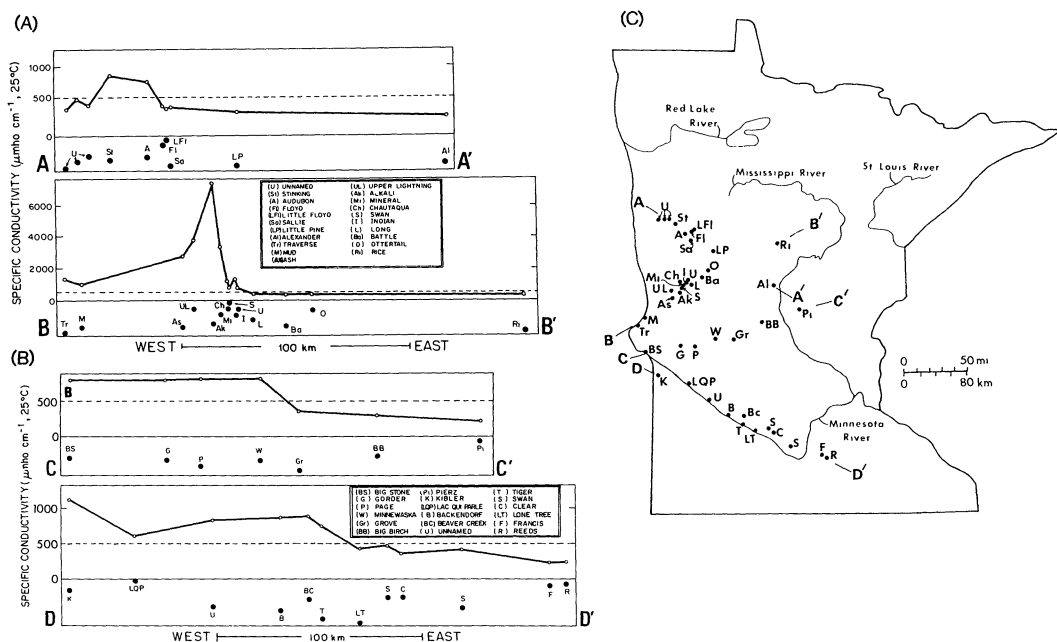 (A)
SPECIFIC CONDUCTIVITY (µmho cm⁻¹, 25°C)
1000
500
0
U
St
A
LFl
Fl
Sa
LP
Al
A
A'
6000
4000
2000
0
(U) UNNAMED
(St) STINKING
(A) AUDUBON
(Fl) FLOYD
(LFl) LITTLE FLOYD
(Sa) SALLIE
(LP) LITTLE PINE
(Al) ALEXANDER
(Tr) TRAVERSE
(M) MUD
ASH
(UL) UPPER LIGHTNING
(Ak) ALKALI
(Mi) MINERAL
(Ch) CHAUTAQUA
(S) SWAN
(I) INDIAN
(L) LONG
(Ba) BATTLE
(O) OTTERTAIL
(Ri) RICE
Tr
M
As
UL
Ak
Ch
Mi
S
U
I
L
Ba
O
Ri
B
B'
WEST 100 km EAST
(B)
SPECIFIC CONDUCTIVITY (µmho cm⁻¹, 25°C)
B
500
0
BS
G
P
W
Gr
BB
Pi
C
C'
1000
500
0
(BS) BIG STONE
(G) GORDER
(P) PAGE
(W) MINNEWASKA
(Gr) GROVE
(BB) BIG BIRCH
(Pi) PIERZ
(K) KIBLER
(LQP) LAC QUI PARLE
(B) BACKENDORF
(BC) BEAVER CREEK
(U) UNNAMED
(T) TIGER
(S) SWAN
(C) CLEAR
(LT) LONE TREE
(F) FRANCIS
(R) REEDS
K
LQP
U
B
BC
T
LT
S
C
S
F
R
D
D'
WEST 100 km EAST
(C)
Red Lake
River
St Louis River
Mississippi River
A
U
St
LFl
A
Fl
Sa
LP
B'
Ri
O
Mi Ch I U
Ba
UL
L
As
Ak
S
Al
A'
C'
Pi
M
B
Tr
BB
W
Gr
C
BS
G
P
D
K
LQP
0 50 mi
0 80 km
U
B
Bc
T
LT
S
C
S
Minnesota
River
F
R
D'